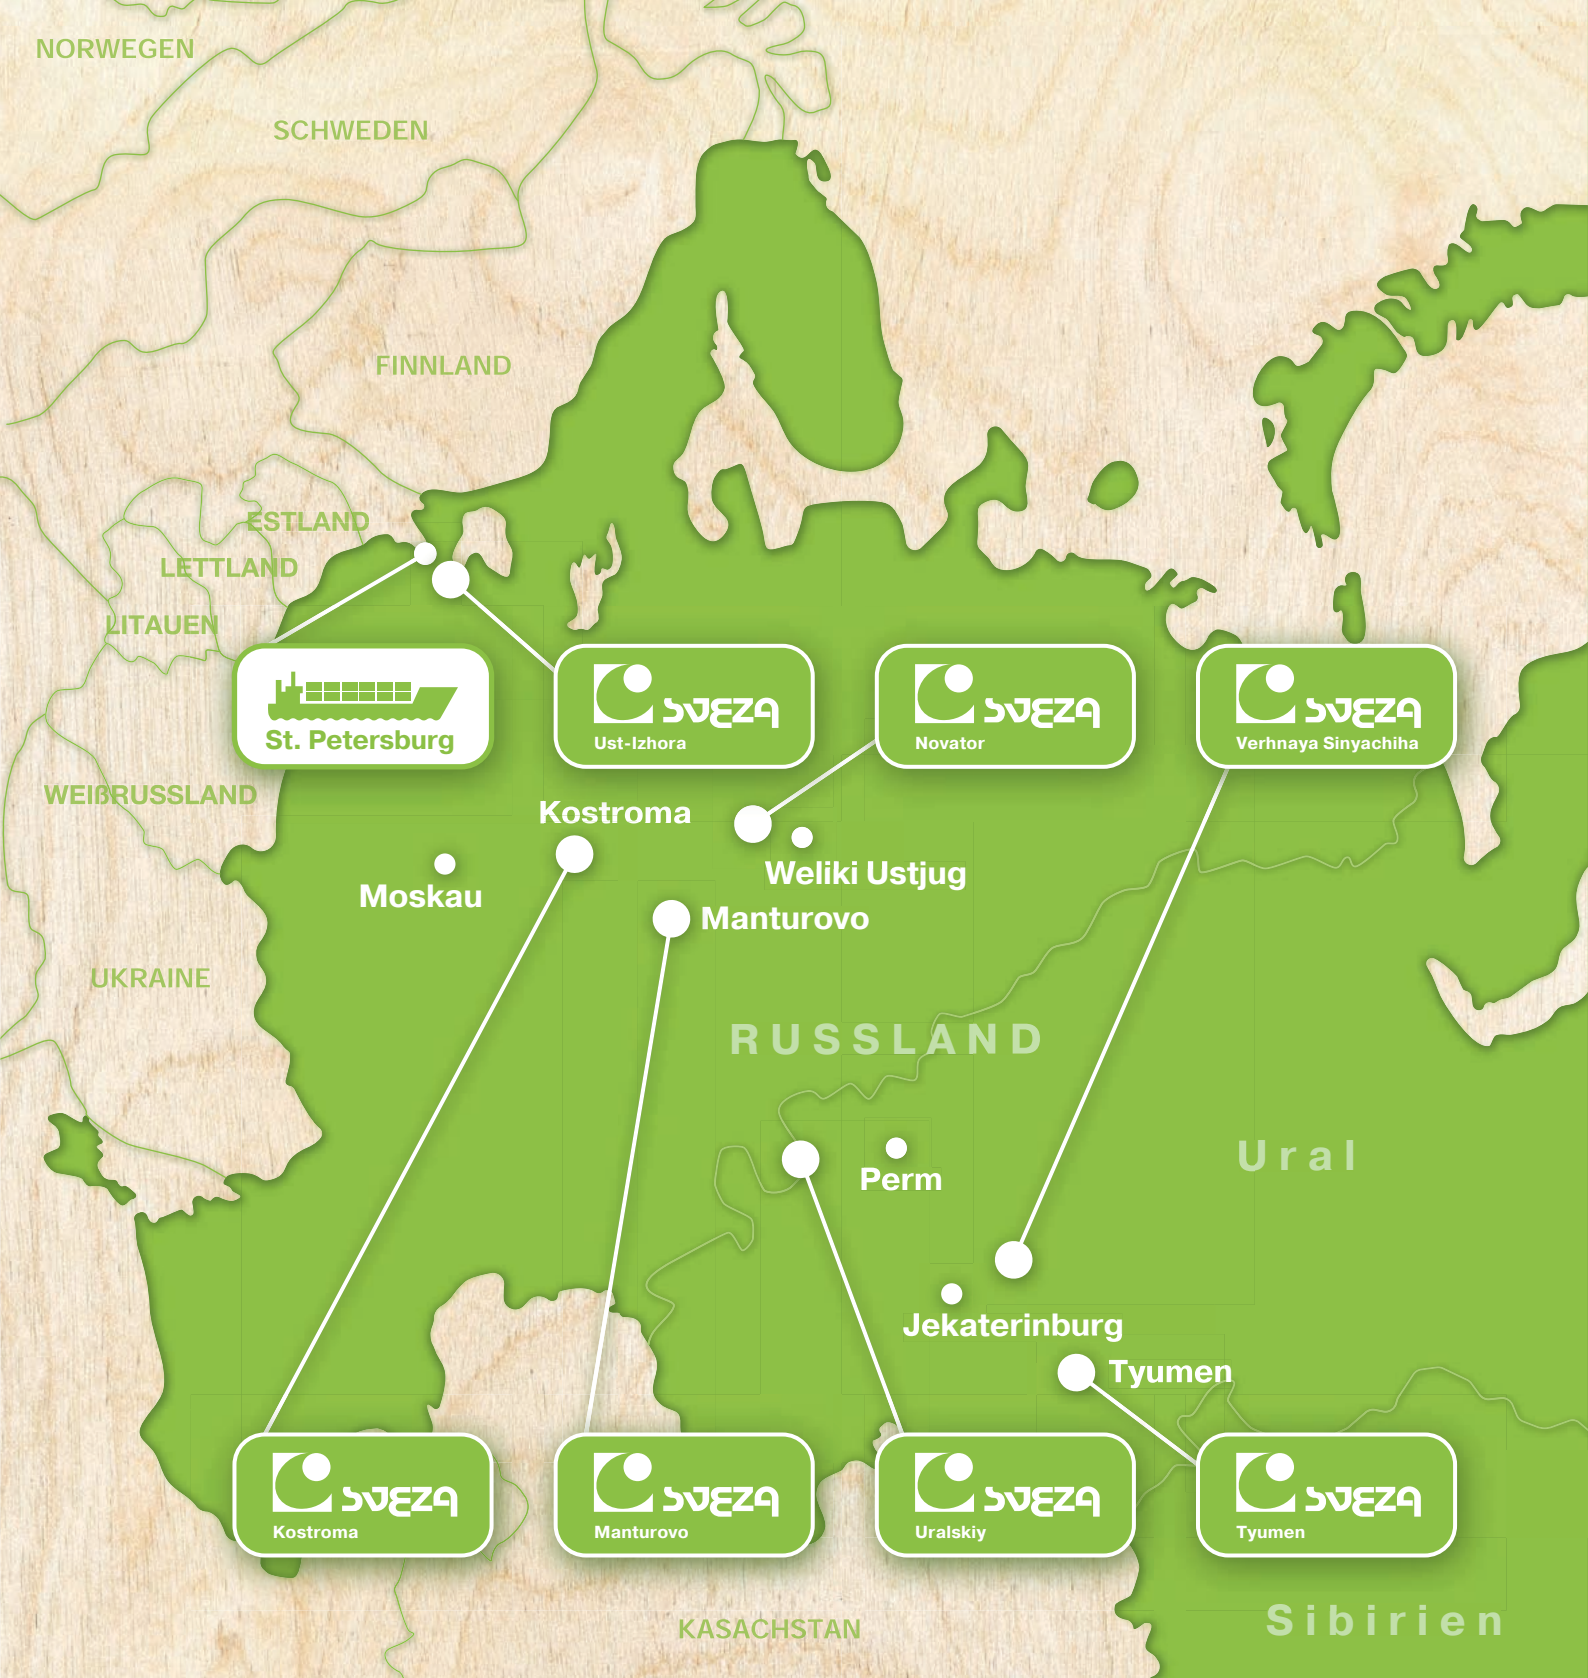 NORWEGEN
SCHWEDEN
FINNLAND
ESTLAND
LETTLAND
LITAUEN
St. Petersburg
SVEZA
Ust-Izhora
SVEZA
Novator
SVEZA
Verhnaya Sinyachiha
WEIßRUSSLAND
Kostroma
Moskau
Weliki Ustjug
Manturovo
UKRAINE
RUSSLAND
Ural
Perm
Jekaterinburg
Tyumen
SVEZA
Kostroma
SVEZA
Manturovo
SVEZA
Uralskiy
SVEZA
Tyumen
Sibirien
KASACHSTAN